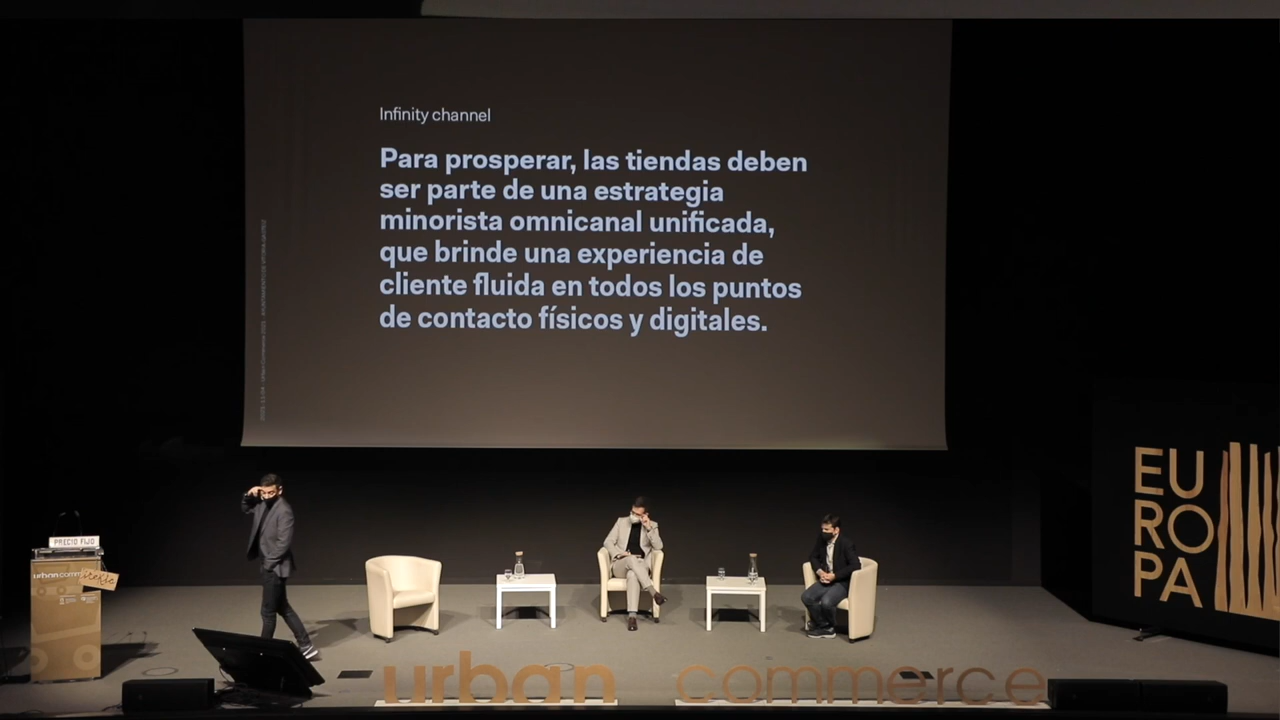 Infinity channel
Para prosperar, las tiendas deben
ser parte de una estrategia
minorista omnicanal unificada,
que brinde una experiencia de
cliente fluida en todos los puntos
de contacto físicos y digitales.
PRECIO FIJO
EU
RO
PA
urban commerce